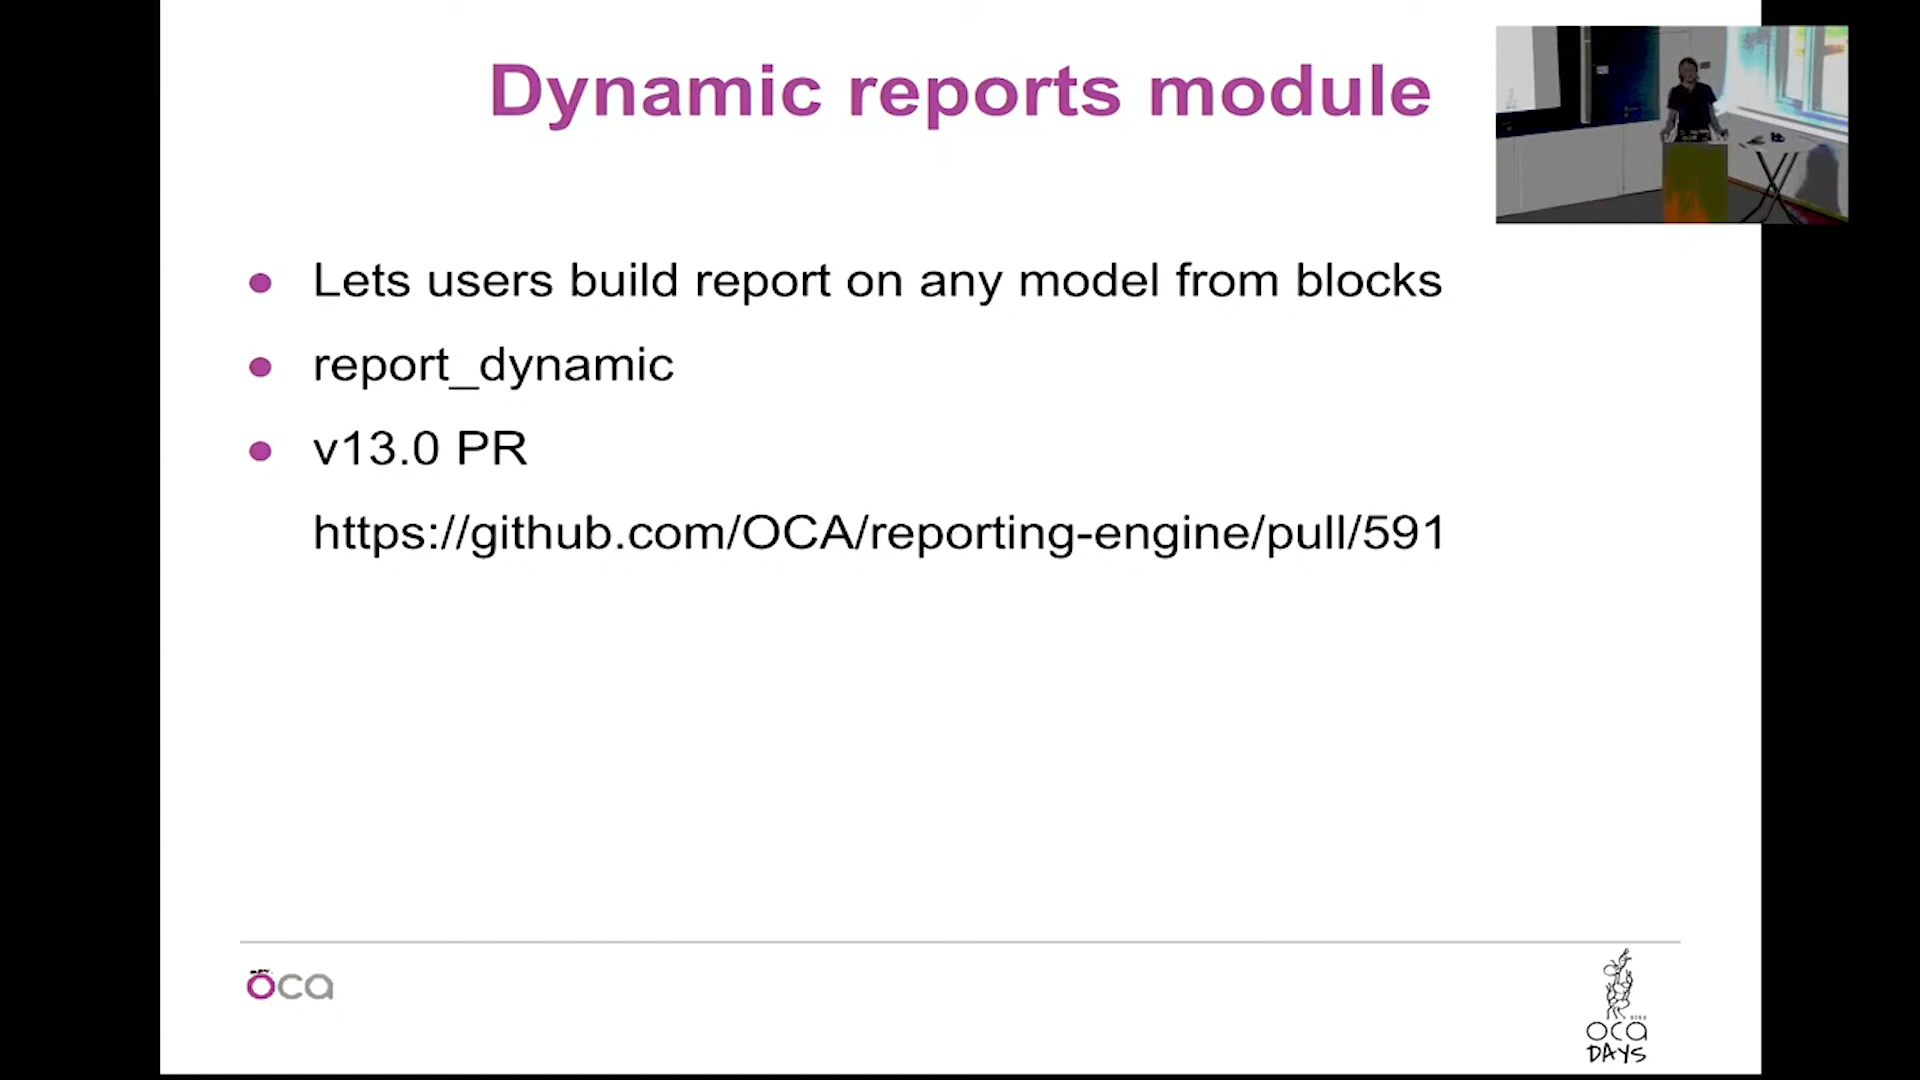 Dynamic reports module
Lets users build report on any model from blocks
report_dynamic
v13.0 PR
https://github.com/OCA/reporting-engine/pull/591
oca
oca
DAYS